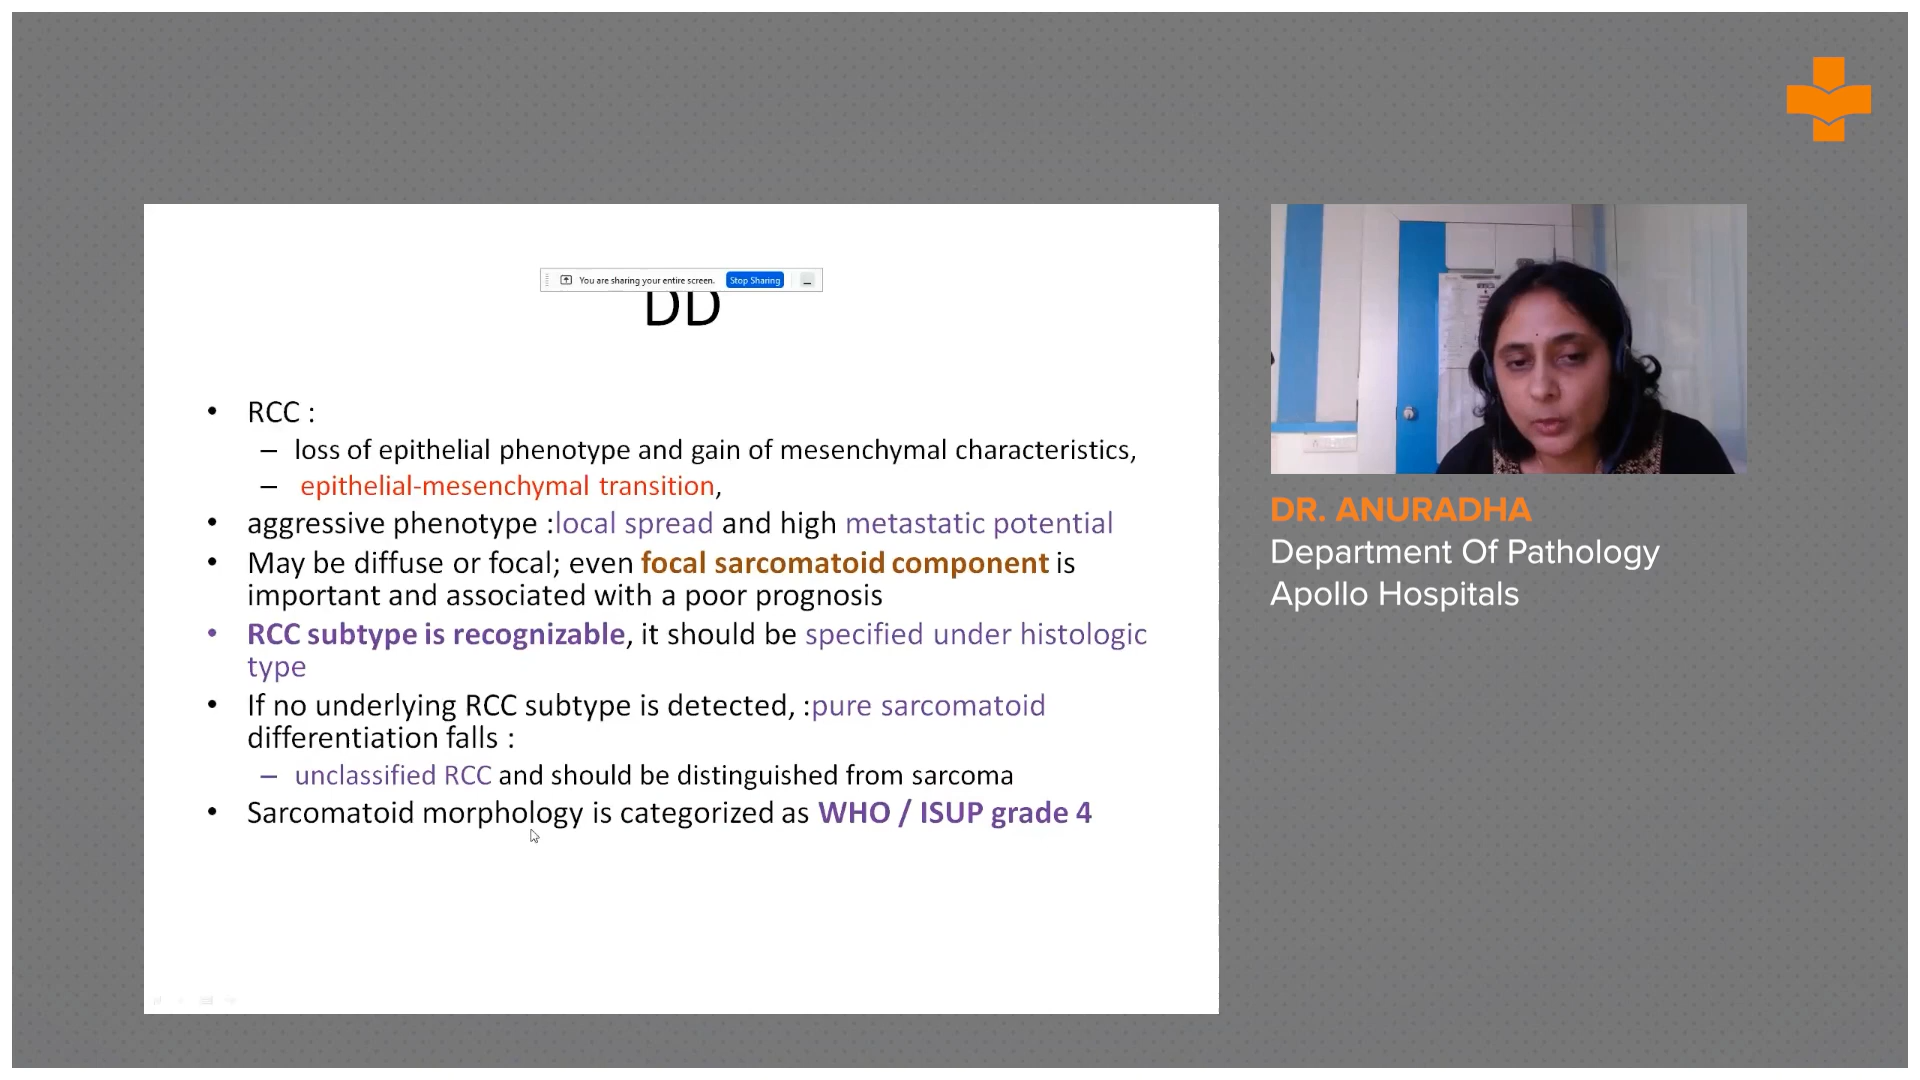 You are sharing your entire screen. Stop Sharing
DD
• RCC :
– loss of epithelial phenotype and gain of mesenchymal characteristics,
– epithelial-mesenchymal transition,
• aggressive phenotype :local spread and high metastatic potential
• May be diffuse or focal; even focal sarcomatoid component is
important and associated with a poor prognosis
• RCC subtype is recognizable, it should be specified under histologic
type
• If no underlying RCC subtype is detected, :pure sarcomatoid
differentiation falls :
– unclassified RCC and should be distinguished from sarcoma
• Sarcomatoid morphology is categorized as WHO / ISUP grade 4
DR. ANURADHA
Department Of Pathology
Apollo Hospitals